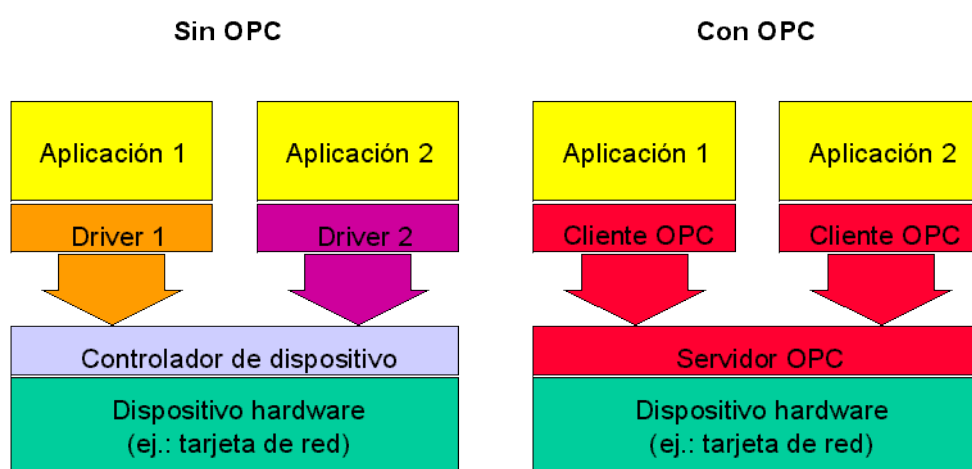 Sin OPC
Con OPC
Aplicación 1
Aplicación 2
Aplicación 1
Aplicación 2
Driver 1
Driver 2
Cliente OPC
Cliente OPC
Controlador de dispositivo
Servidor OPC
Dispositivo hardware
(ej.: tarjeta de red)
Dispositivo hardware
(ej.: tarjeta de red)